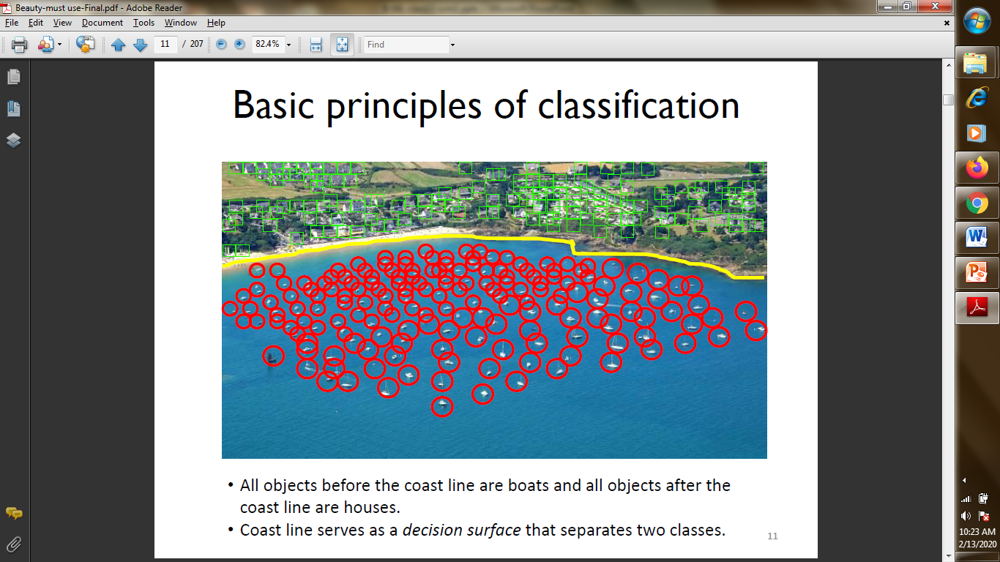 Beauty-must use-Final.pdf - Adobe Reader
File Edit View Document Tools Window Help
11 / 207 82.4% Find
Basic principles of classification
• All objects before the coast line are boats and all objects after the
coast line are houses.
• Coast line serves as a decision surface that separates two classes.
11
10:23 AM
2/13/2020